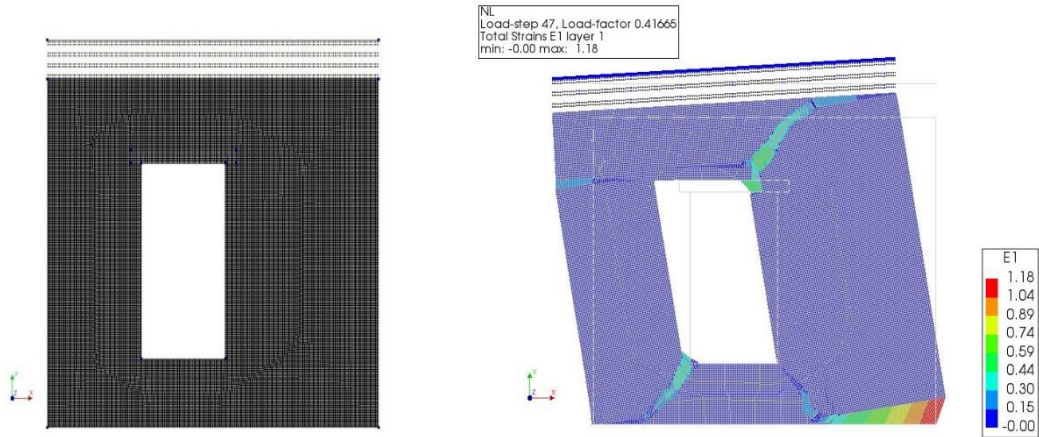 NL
Load-step 47, Load-factor 0.41665
Total Strains E1 layer 1
min: -0.00 max: 1.18
E1
1.18
1.04
0.89
0.74
0.59
0.44
0.30
0.15
-0.00
Y
Z X
Y
Z X